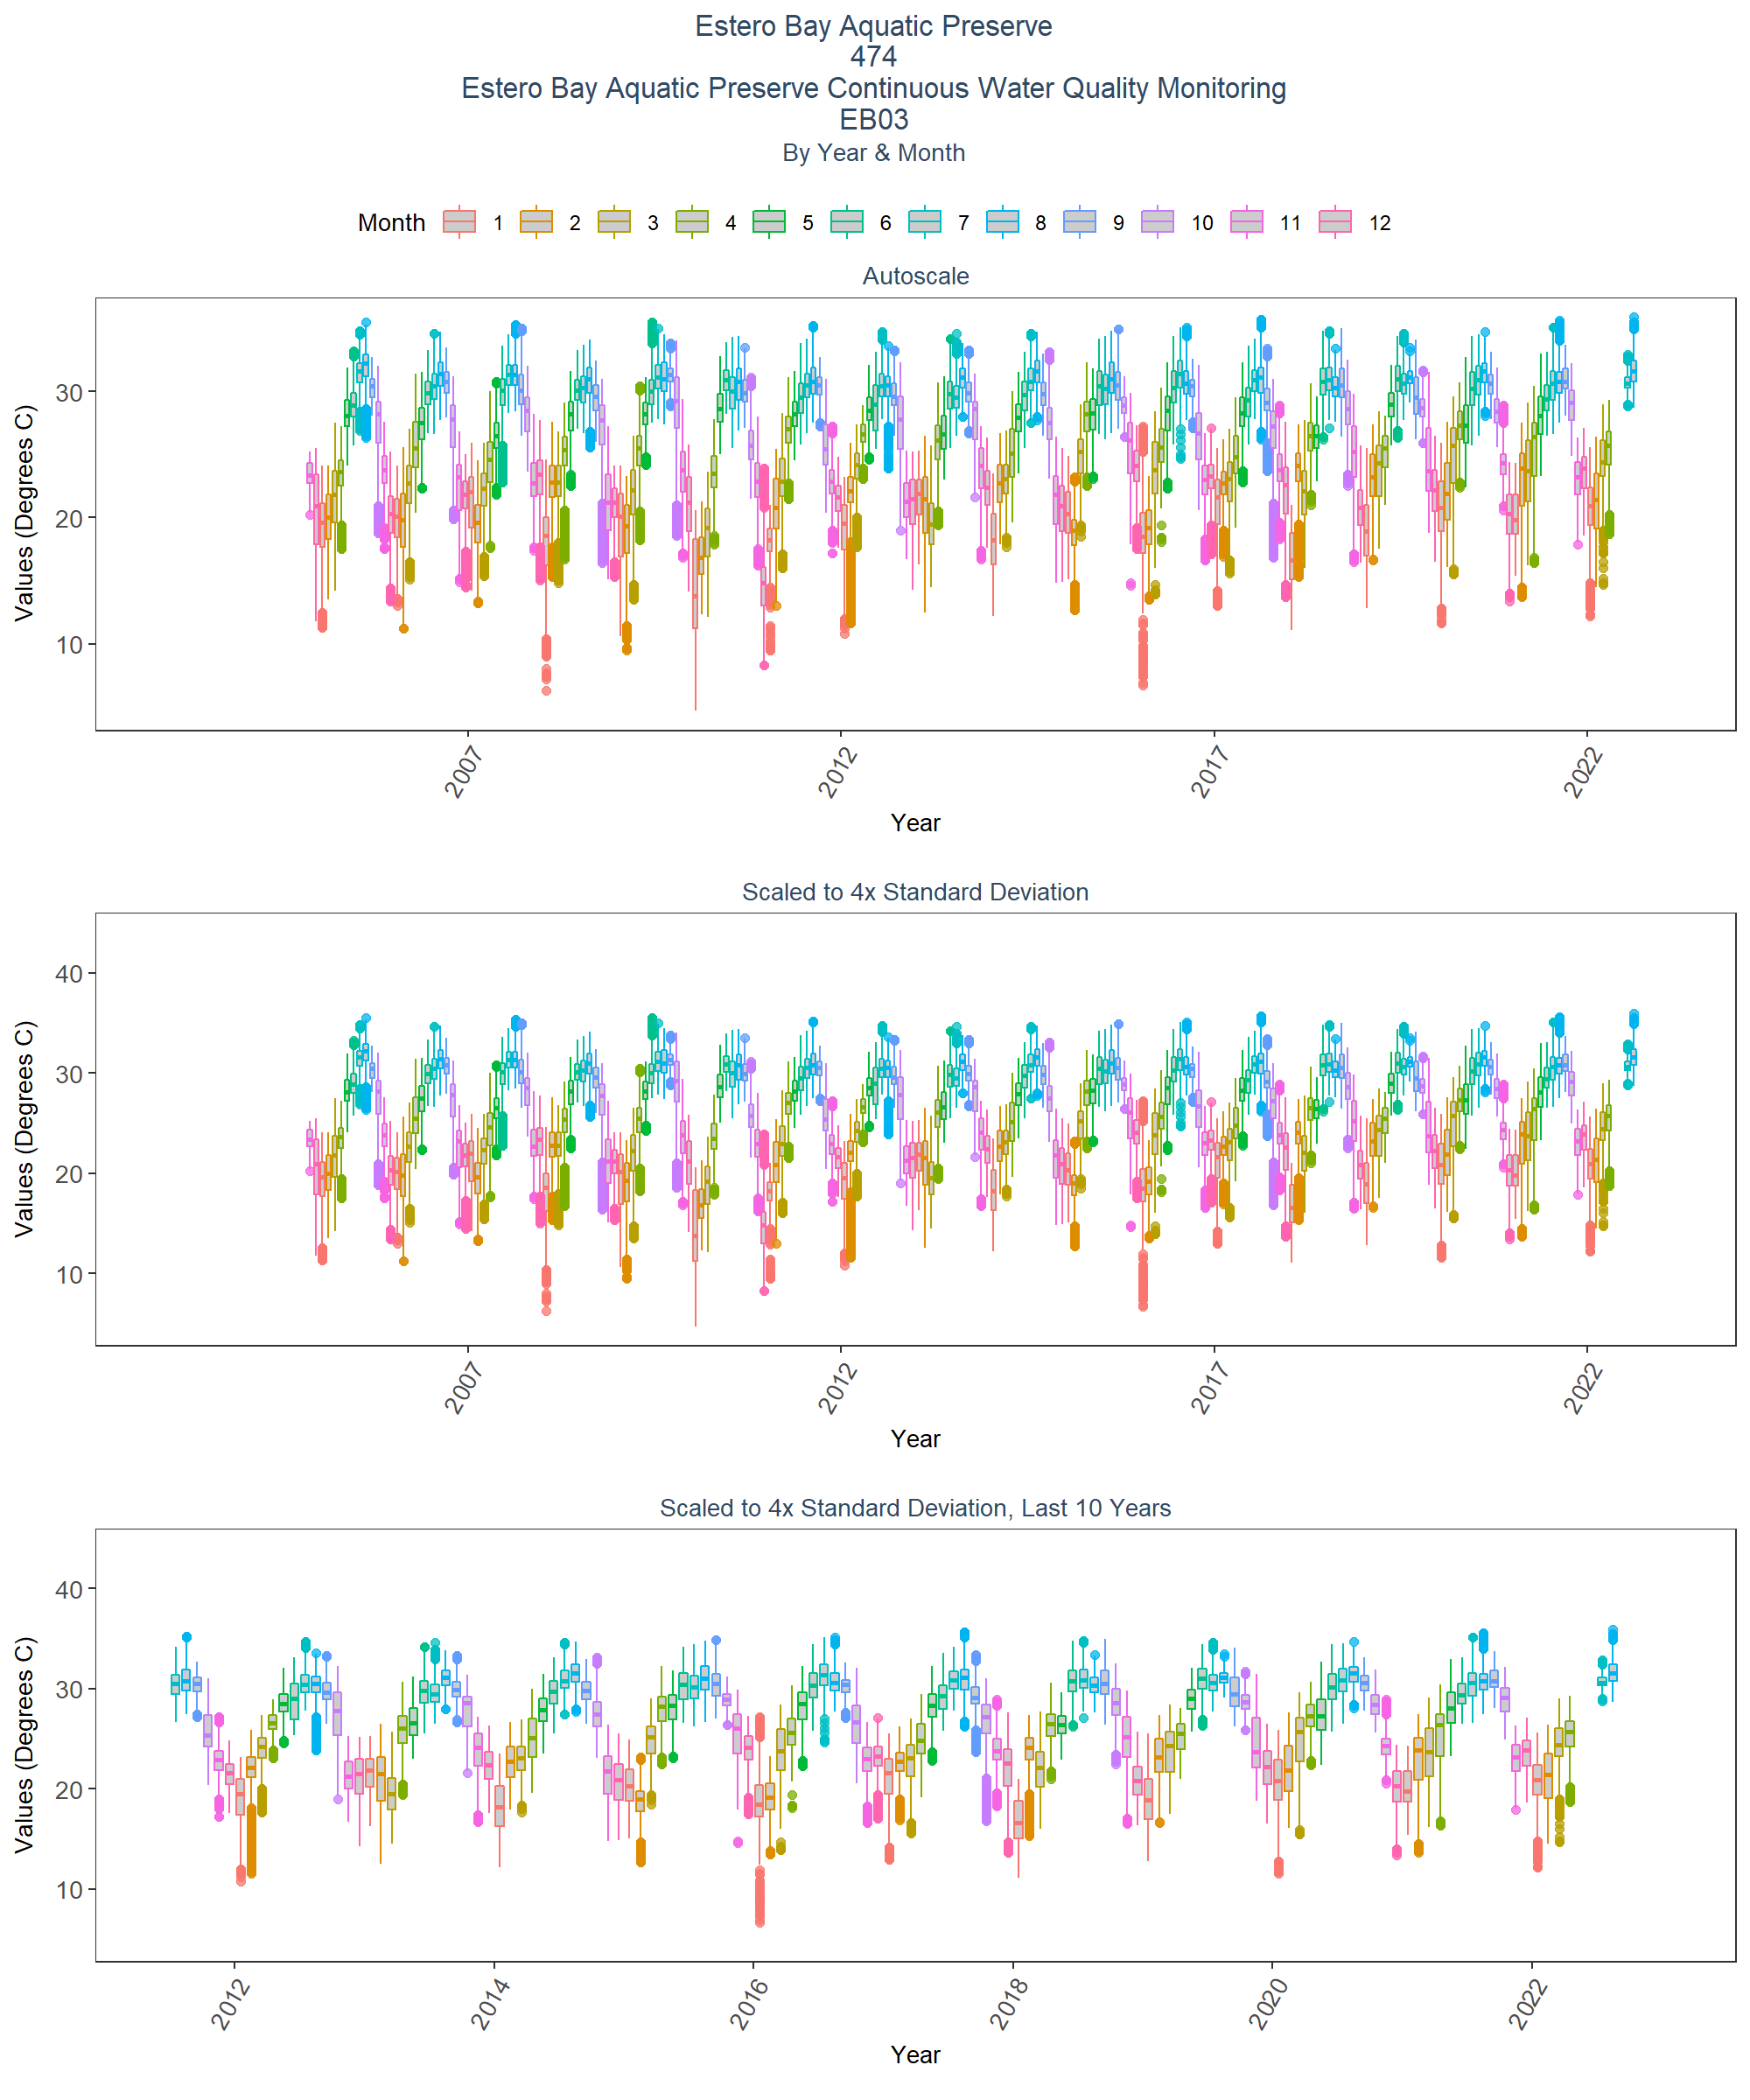 Estero Bay Aquatic Preserve
474
Estero Bay Aquatic Preserve Continuous Water Quality Monitoring
EB03
By Year & Month
Month 1 2 3 4 5 6 7 8 9 10 11 12
Autoscale
Values (Degrees C)
30
20
10
2007 2012 2017 2022
Year
Scaled to 4x Standard Deviation
Values (Degrees C)
40
30
20
10
2007 2012 2017 2022
Year
Scaled to 4x Standard Deviation, Last 10 Years
Values (Degrees C)
40
30
20
10
2012 2014 2016 2018 2020 2022
Year